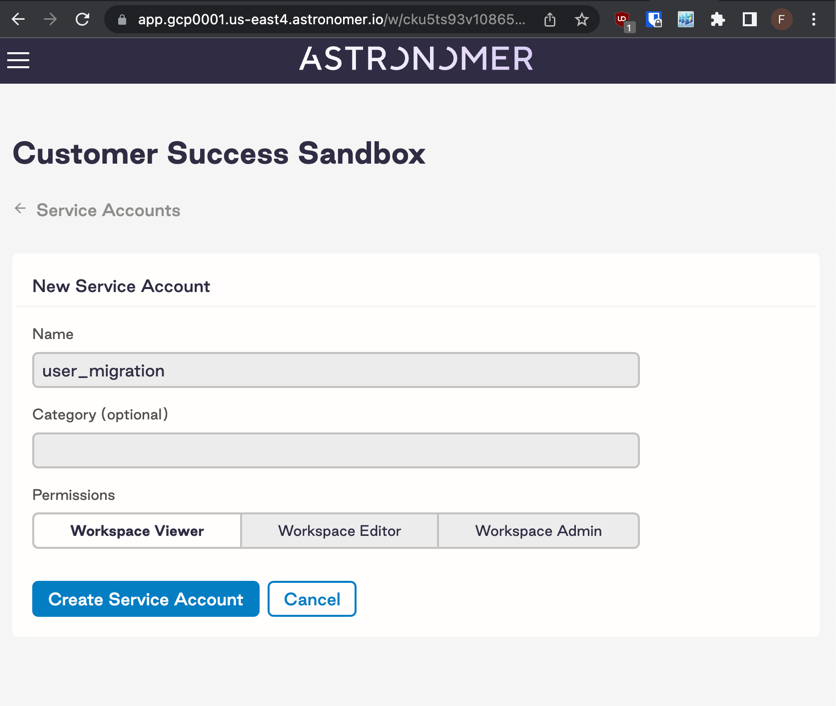 app.gcp0001.us-east4.astronomer.io/w/cku5ts93v10865...
1
F
ASTRONOMER
Customer Success Sandbox
← Service Accounts
New Service Account
Name
user_migration
Category (optional)
Permissions
Workspace Viewer Workspace Editor Workspace Admin
Create Service Account Cancel